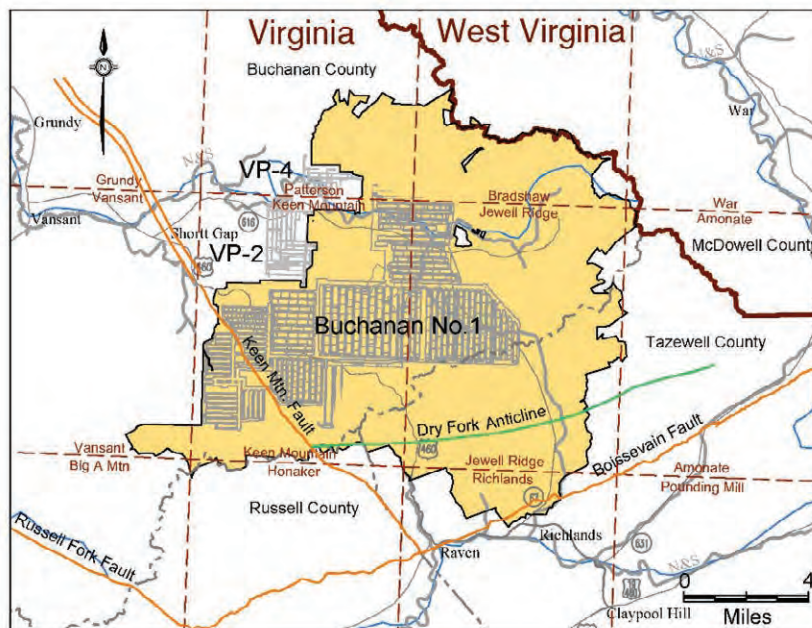 Virginia
West Virginia
Buchanan County
N&S
War
Grundy
N
N&S
VP-4
Grundy
Vansant
Patterson
Keen Mountain
Bradshaw
Jewell Ridge
War
Amonate
Vansant
Shortt Gap
616
McDowell County
VP-2
460
Buchanan No.1
Tazewell County
Keen Mtn. Fault
Dry Fork Anticline
Boissevain Fault
460
Vansant
Big A Mtn
Keen Mountain
Honaker
Jewell Ridge
Richlands
Amonate
Pounding Mill
Russell County
67
Russell Fork Fault
Raven
Richlands
631
N&S
0 4
Miles
Claypool Hill